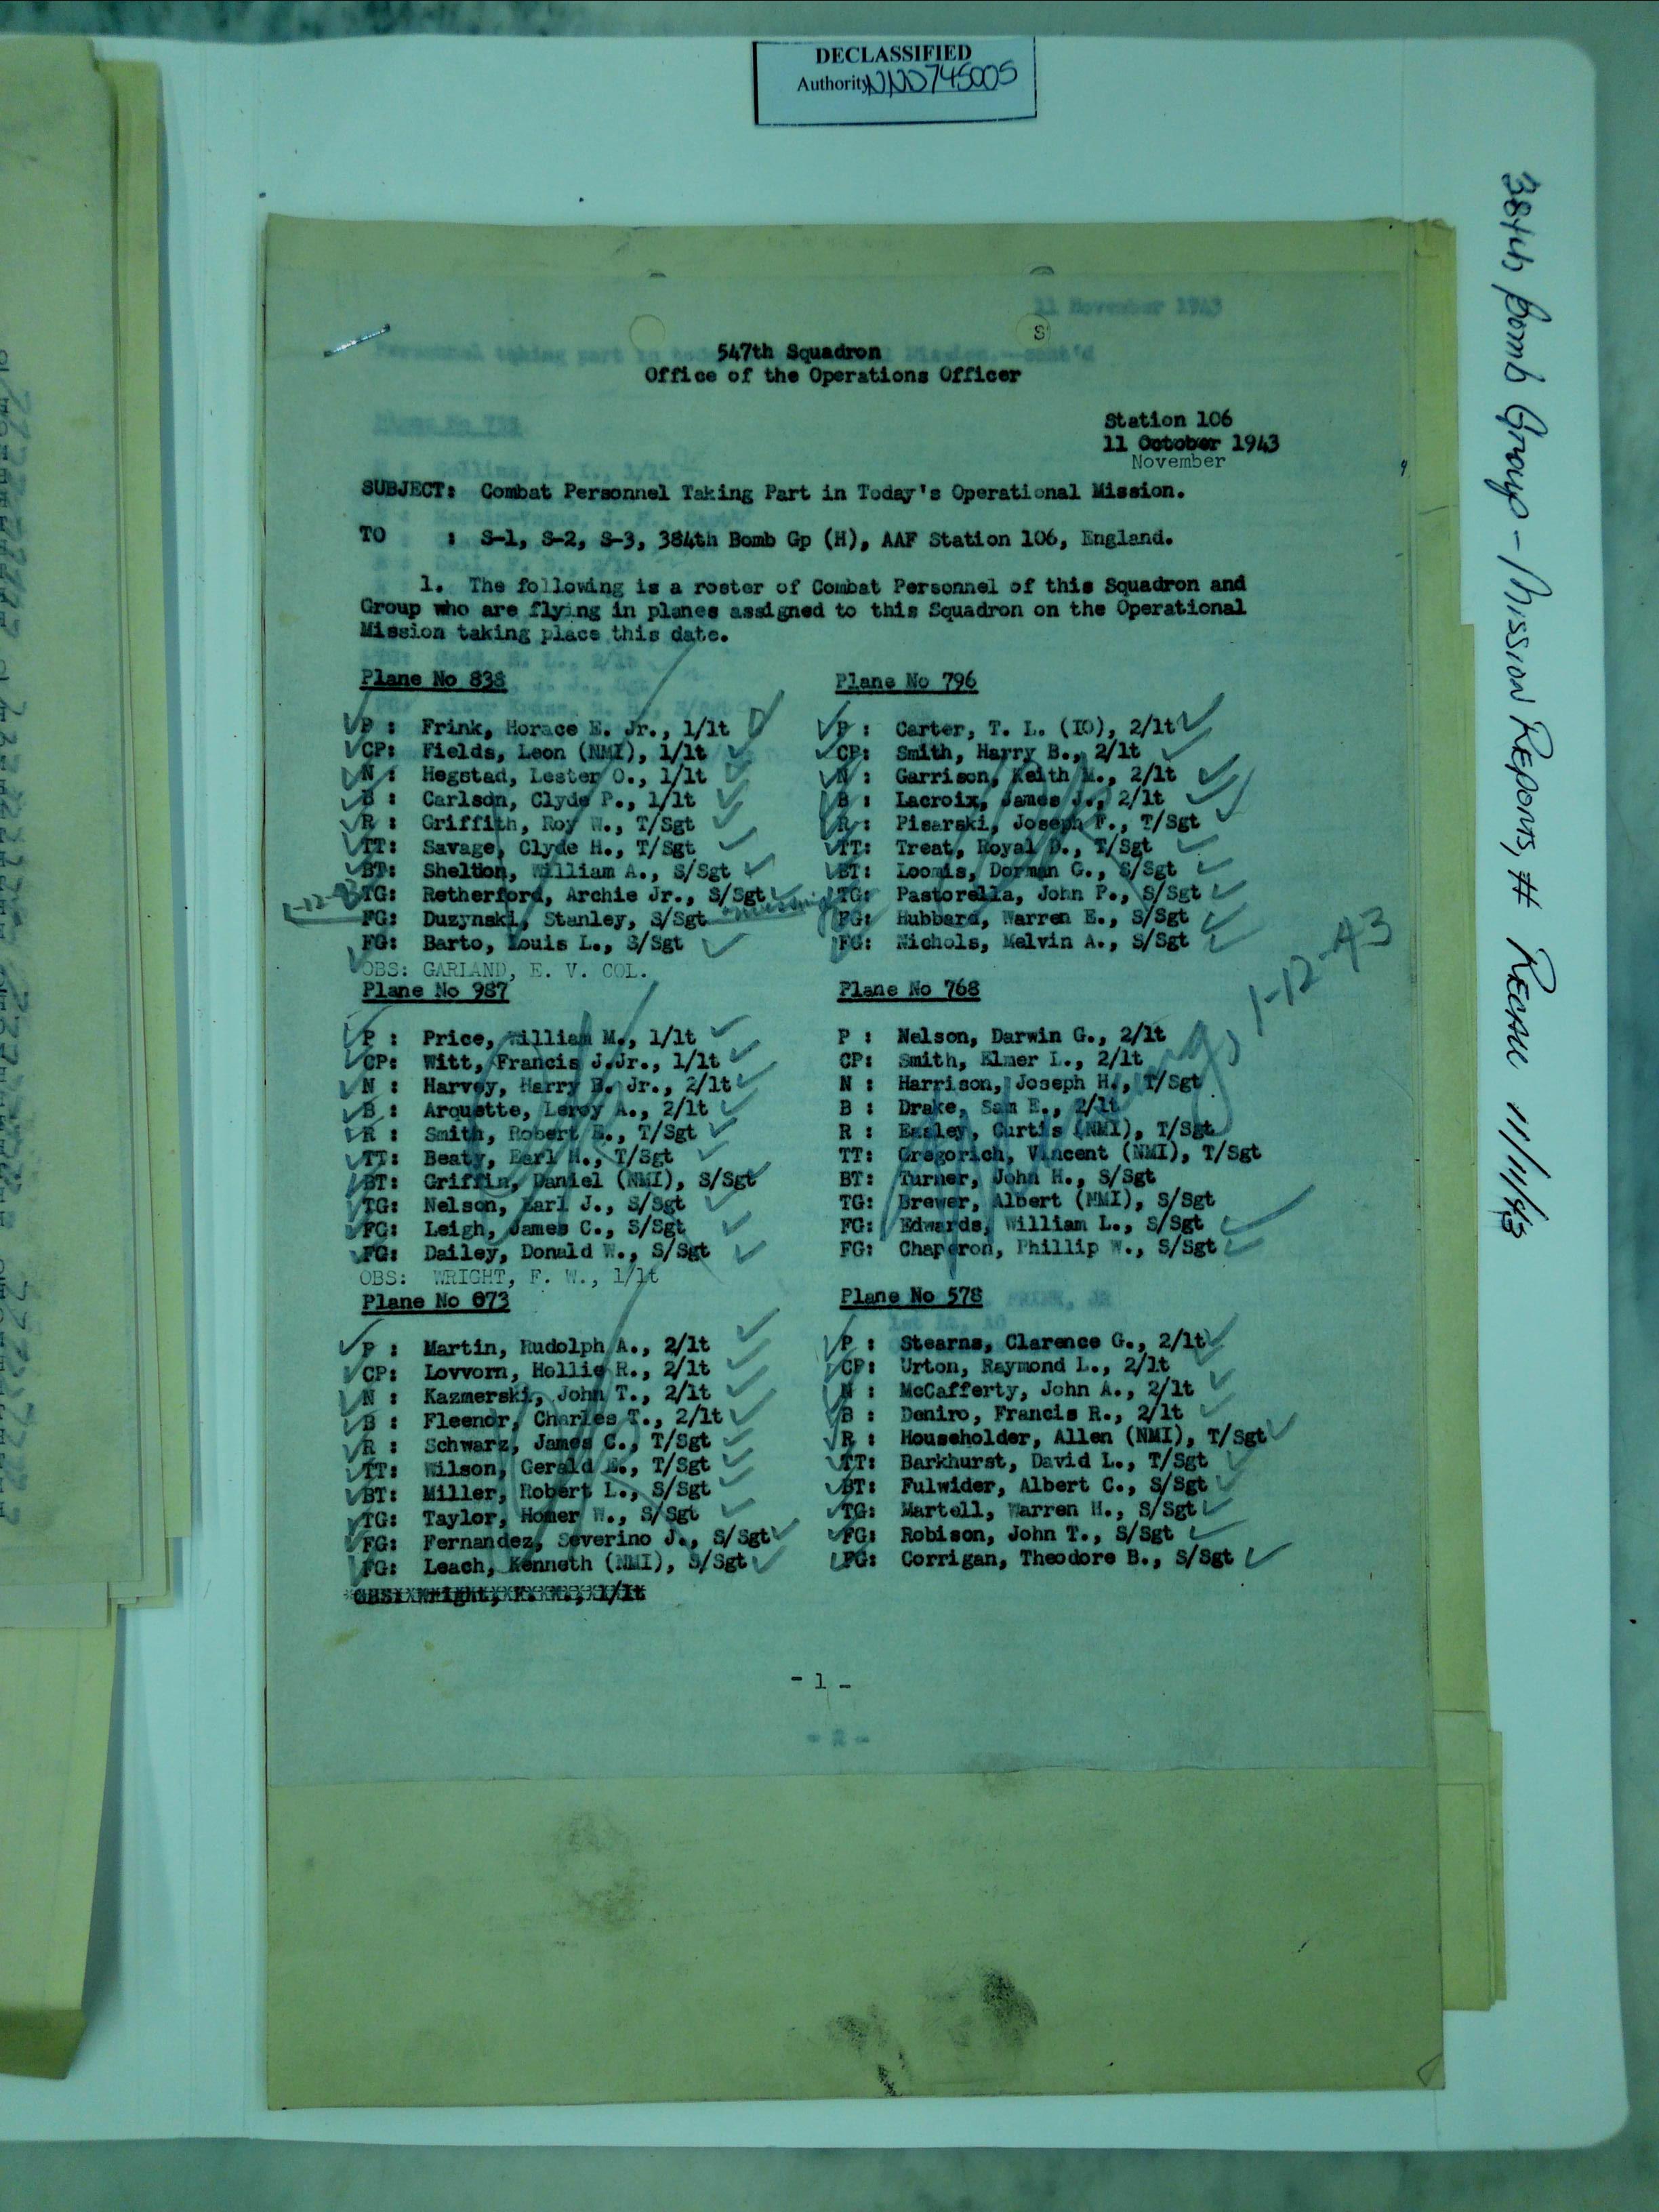 DECLASSIFIED
Authority NND745005
384th Bomb Group - Mission Reports, # Recall 11/11/43
547th Squadron
Office of the Operations Officer
Station 106
11 October 1943
November
SUBJECT: Combat Personnel Taking Part in Today's Operational Mission.
TO : S-1, S-2, S-3, 384th Bomb Gp (H), AAF Station 106, England.
1. The following is a roster of Combat Personnel of this Squadron and
Group who are flying in planes assigned to this Squadron on the Operational
Mission taking place this date.
Plane No 838
P : Frink, Horace E. Jr., 1/lt
CP: Fields, Leon (NMI), 1/lt
N : Hegstad, Lester O., 1/lt
B : Carlson, Clyde P., 1/lt
R : Griffith, Roy W., T/Sgt
TT: Savage, Clyde H., T/Sgt
BT: Shelton, William A., S/Sgt
TG: Retherford, Archie Jr., S/Sgt
FG: Duzynski, Stanley, S/Sgt
FG: Barto, Louis L., S/Sgt
OBS: GARLAND, E. V. COL.
Plane No 796
P : Carter, T. L. (IO), 2/lt
CP: Smith, Harry B., 2/lt
N : Garrison, Keith M., 2/lt
B : Lacroix, James J., 2/lt
R : Pisarski, Joseph F., T/Sgt
TT: Treat, Royal D., T/Sgt
BT: Loomis, Dorman G., S/Sgt
TG: Pastorella, John P., S/Sgt
FG: Hubbard, Warren E., S/Sgt
FG: Nichols, Melvin A., S/Sgt
1-12-43
Plane No 987
P : Price, William M., 1/lt
CP: Witt, Francis J.Jr., 1/lt
N : Harvey, Harry B. Jr., 2/lt
B : Arquette, Leroy A., 2/lt
R : Smith, Robert E., T/Sgt
TT: Beaty, Earl H., T/Sgt
BT: Griffin, Daniel (NMI), S/Sgt
TG: Nelson, Earl J., S/Sgt
FG: Leigh, James C., S/Sgt
FG: Dailey, Donald W., S/Sgt
OBS: WRIGHT, F. W., 1/lt
Plane No 768
P : Nelson, Darwin G., 2/lt
CP: Smith, Elmer L., 2/lt
N : Harrison, Joseph H., T/Sgt
B : Drake, Sam E., 2/lt
R : Easley, Curtis (NMI), T/Sgt
TT: Gregorich, Vincent (NMI), T/Sgt
BT: Turner, John H., S/Sgt
TG: Brewer, Albert (NMI), S/Sgt
FG: Edwards, William L., S/Sgt
FG: Chaperon, Phillip W., S/Sgt
Plane No 073
P : Martin, Rudolph A., 2/lt
CP: Lovvorn, Hollie R., 2/lt
N : Kazmerski, John T., 2/lt
B : Fleenor, Charles T., 2/lt
R : Schwarz, James C., T/Sgt
TT: Wilson, Gerald E., T/Sgt
BT: Miller, Robert L., S/Sgt
TG: Taylor, Homer W., S/Sgt
FG: Fernandez, Severino J., S/Sgt
FG: Leach, Kenneth (NMI), S/Sgt
OBS: Wright, F. W., 1/lt
Plane No 578
P : Stearns, Clarence G., 2/lt
CP: Urton, Raymond L., 2/lt
N : McCafferty, John A., 2/lt
B : Deniro, Francis R., 2/lt
R : Householder, Allen (NMI), T/Sgt
TT: Barkhurst, David L., T/Sgt
BT: Fulwider, Albert C., S/Sgt
TG: Martell, Warren H., S/Sgt
FG: Robison, John T., S/Sgt
FG: Corrigan, Theodore B., S/Sgt
- 1 -